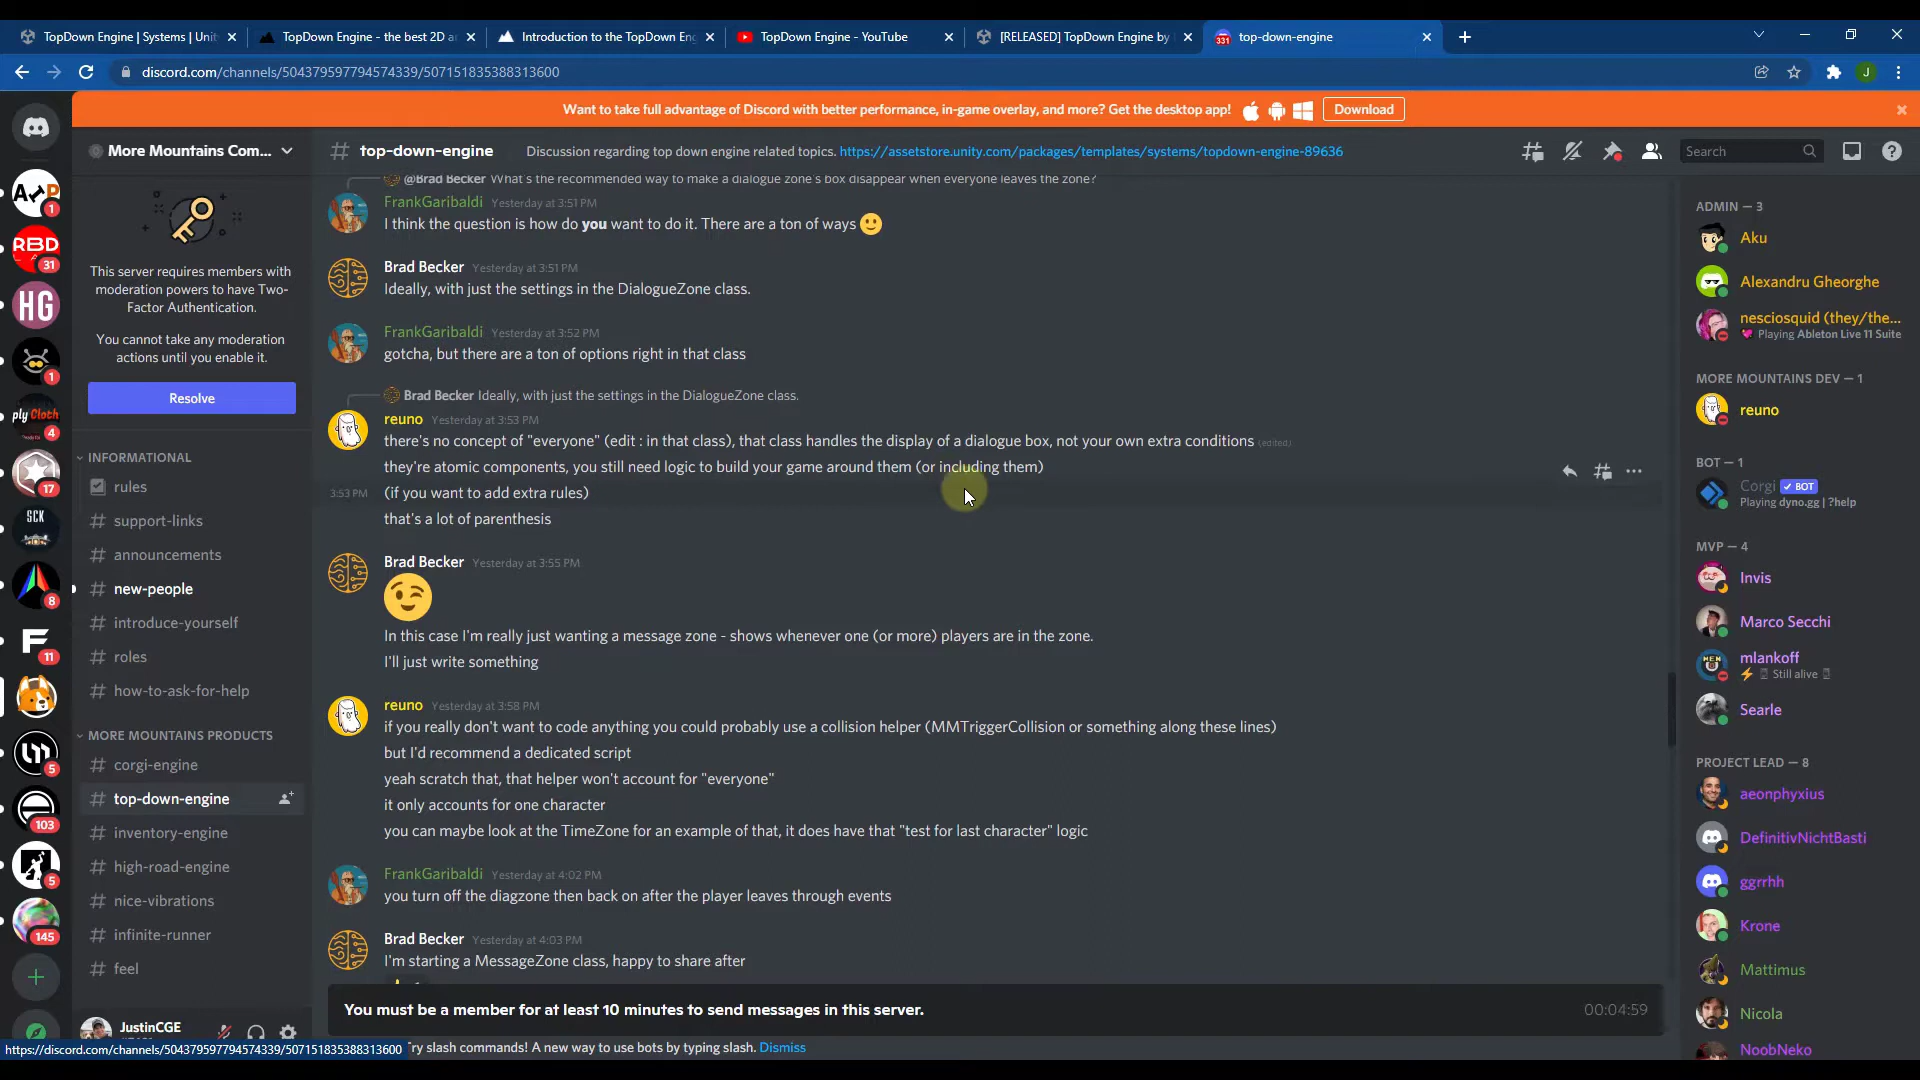 TopDown Engine | Systems | Unit
TopDown Engine - the best 2D a
Introduction to the TopDown Eng
TopDown Engine - YouTube
[RELEASED] TopDown Engine by
331
top-down-engine
discord.com/channels/504379597794574339/507151835388313600
J
Want to take full advantage of Discord with better performance, in-game overlay, and more? Get the desktop app!
Download
More Mountains Com...
top-down-engine
Discussion regarding top down engine related topics. https://assetstore.unity.com/packages/templates/systems/topdown-engine-89636
Search
This server requires members with
moderation powers to have Two-
Factor Authentication.
You cannot take any moderation
actions until you enable it.
Resolve
INFORMATIONAL
rules
support-links
announcements
new-people
introduce-yourself
roles
how-to-ask-for-help
MORE MOUNTAINS PRODUCTS
corgi-engine
top-down-engine
inventory-engine
high-road-engine
nice-vibrations
infinite-runner
feel
JustinCGE
1
RBD
31
HG
1
ply Cloth
4
17
SCK
8
F
11
5
103
5
145
@Brad Becker What's the recommended way to make a dialogue zone's box disappear when everyone leaves the zone?
FrankGaribaldi Yesterday at 3:51 PM
I think the question is how do you want to do it. There are a ton of ways
Brad Becker Yesterday at 3:51 PM
Ideally, with just the settings in the DialogueZone class.
FrankGaribaldi Yesterday at 3:52 PM
gotcha, but there are a ton of options right in that class
Brad Becker Ideally, with just the settings in the DialogueZone class.
reuno Yesterday at 3:53 PM
there's no concept of "everyone" (edit : in that class), that class handles the display of a dialogue box, not your own extra conditions (edited)
they're atomic components, you still need logic to build your game around them (or including them)
3:53 PM (if you want to add extra rules)
that's a lot of parenthesis
Brad Becker Yesterday at 3:55 PM
In this case I'm really just wanting a message zone - shows whenever one (or more) players are in the zone.
I'll just write something
reuno Yesterday at 3:58 PM
if you really don't want to code anything you could probably use a collision helper (MMTriggerCollision or something along these lines)
but I'd recommend a dedicated script
yeah scratch that, that helper won't account for "everyone"
it only accounts for one character
you can maybe look at the TimeZone for an example of that, it does have that "test for last character" logic
FrankGaribaldi Yesterday at 4:02 PM
you turn off the diagzone then back on after the player leaves through events
Brad Becker Yesterday at 4:03 PM
I'm starting a MessageZone class, happy to share after
You must be a member for at least 10 minutes to send messages in this server.
00:04:59
Try slash commands! A new way to use bots by typing slash. Dismiss
https://discord.com/channels/504379597794574339/507151835388313600
ADMIN — 3
Aku
Alexandru Gheorghe
nesciosquid (they/the...
Playing Ableton Live 11 Suite
MORE MOUNTAINS DEV — 1
reuno
BOT — 1
Corgi BOT
Playing dyno.gg | ?help
MVP — 4
Invis
Marco Secchi
mlankoff
Still alive
Searle
PROJECT LEAD — 8
aeonphyxius
DefinitivNichtBasti
ggrrhh
Krone
Mattimus
Nicola
NoobNeko